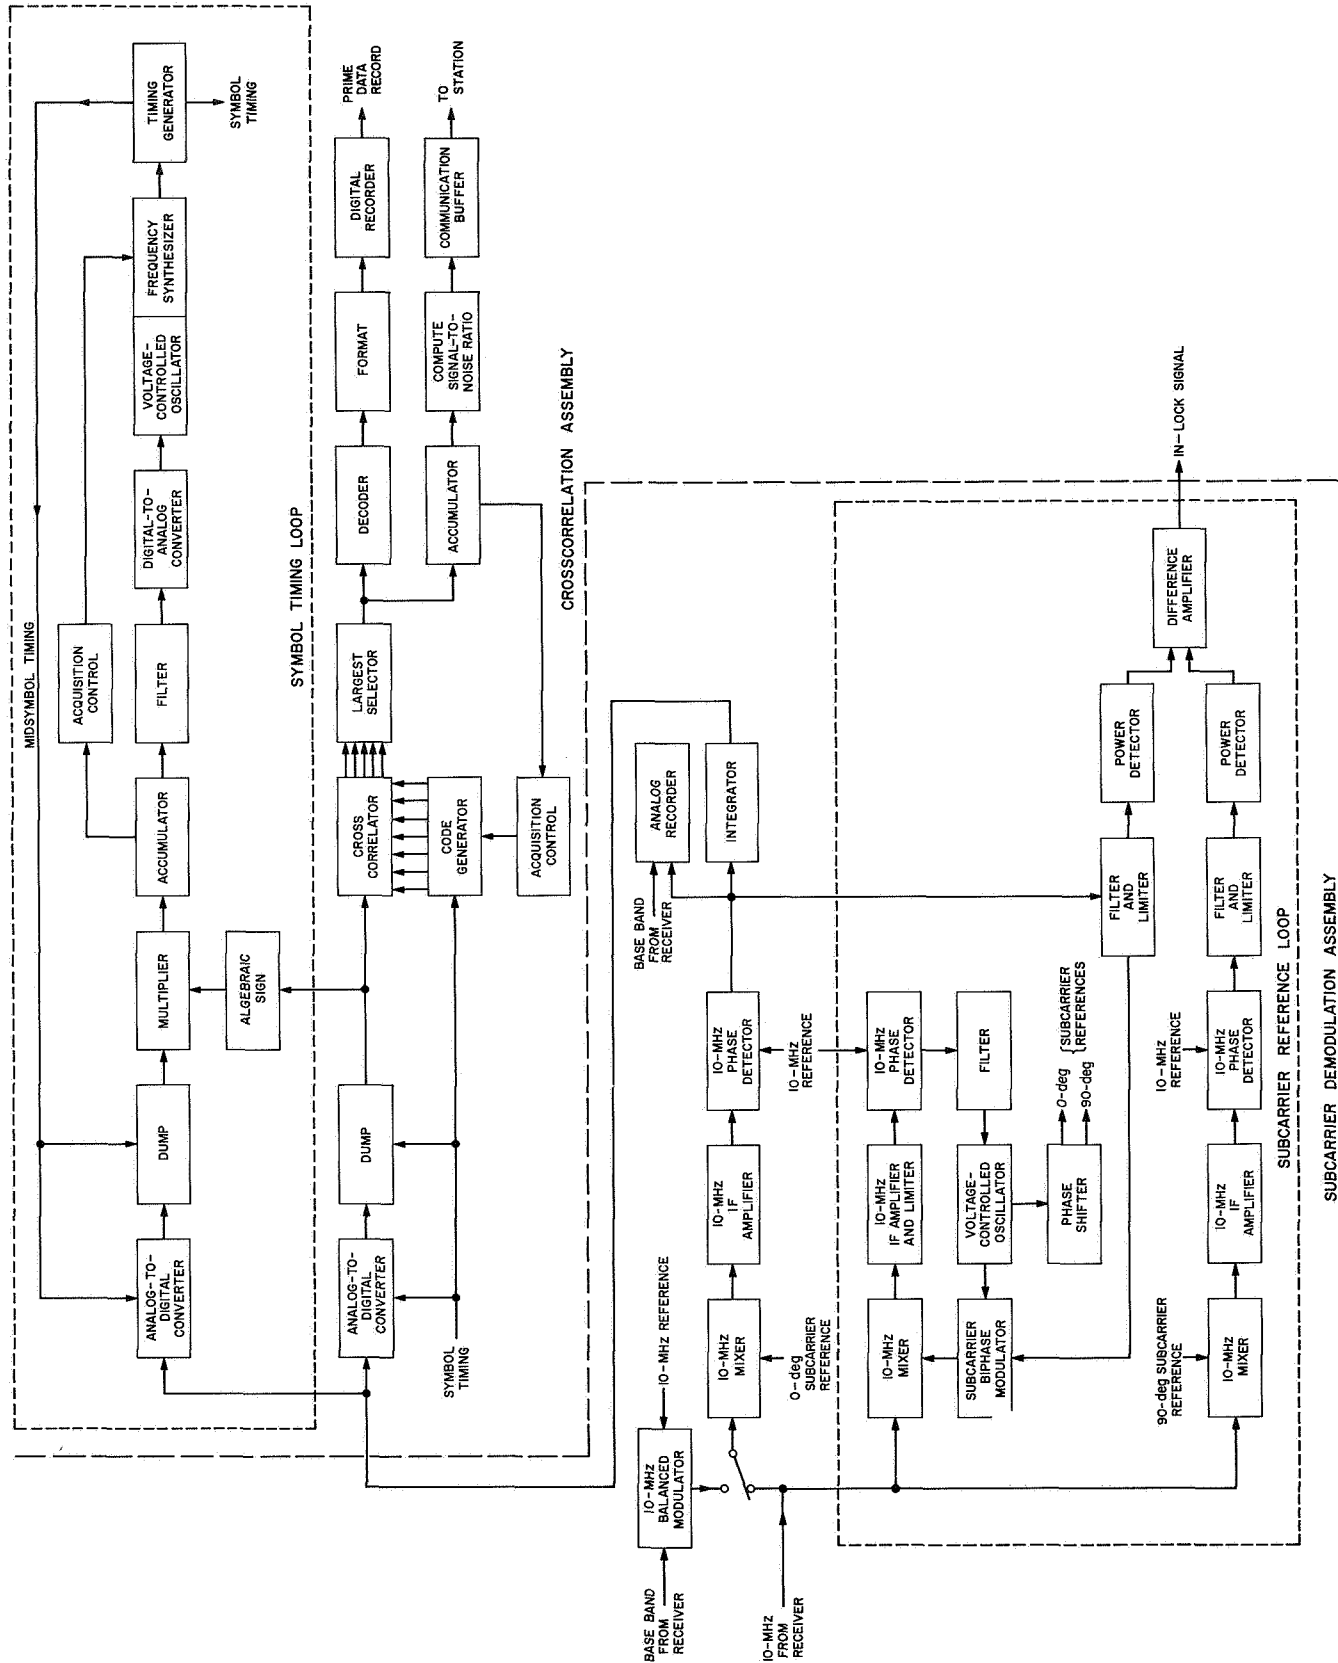 MIDSYMBOL TIMING
ACQUISITION
CONTROL
ANALOG-TO-
DIGITAL
CONVERTER
DUMP
MULTIPLIER
ACCUMULATOR
FILTER
DIGITAL-TO-
ANALOG
CONVERTER
VOLTAGE-
CONTROLLED
OSCILLATOR
FREQUENCY
SYNTHESIZER
TIMING
GENERATOR
SYMBOL
TIMING
ALGEBRAIC
SIGN
SYMBOL TIMING LOOP
ANALOG-TO-
DIGITAL
CONVERTER
DUMP
CROSS
CORRELATOR
LARGEST
SELECTOR
DECODER
FORMAT
DIGITAL
RECORDER
PRIME
DATA
RECORD
SYMBOL
TIMING
CODE
GENERATOR
ACCUMULATOR
COMPUTE
SIGNAL-TO-
NOISE RATIO
COMMUNICATION
BUFFER
TO
STATION
ACQUISITION
CONTROL
CROSSCORRELATION ASSEMBLY
BASE BAND
FROM
RECEIVER
10-MHz
BALANCED
MODULATOR
10-MHz REFERENCE
BASE BAND
FROM
RECEIVER
ANALOG
RECORDER
10-MHz
MIXER
10-MHz
IF
AMPLIFIER
10-MHz
PHASE
DETECTOR
INTEGRATOR
10-MHz
FROM
RECEIVER
0-deg
SUBCARRIER
REFERENCE
10-MHz
REFERENCE
10-MHz
MIXER
10-MHz
IF AMPLIFIER
AND LIMITER
10-MHz
PHASE
DETECTOR
SUBCARRIER
BIPHASE
MODULATOR
VOLTAGE-
CONTROLLED
OSCILLATOR
FILTER
PHASE
SHIFTER
0-deg
90-deg
SUBCARRIER
REFERENCES
FILTER
AND
LIMITER
POWER
DETECTOR
DIFFERENCE
AMPLIFIER
IN-LOCK SIGNAL
90-deg SUBCARRIER
REFERENCE
10-MHz
REFERENCE
10-MHz
MIXER
10-MHz
IF
AMPLIFIER
10-MHz
PHASE
DETECTOR
FILTER
AND
LIMITER
POWER
DETECTOR
SUBCARRIER REFERENCE LOOP
SUBCARRIER DEMODULATION ASSEMBLY